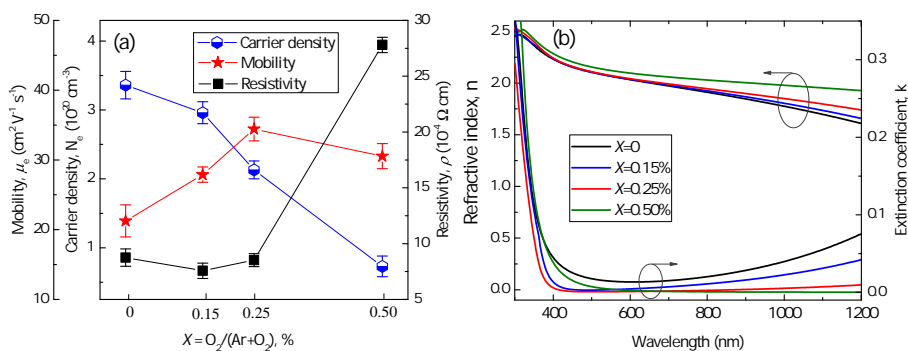 (a)
Carrier density
Mobility
Resistivity
Mobility, μe (cm² V⁻¹ s⁻¹)
50
40
30
20
10
Carrier density, Ne (10²⁰ cm⁻³)
4
3
2
1
Resistivity, ρ (10⁴ Ω cm)
30
25
20
15
10
5
0
0.15
0.25
0.50
X = O₂/(Ar+O₂), %
(b)
Refractive index, n
2.5
2.0
1.5
1.0
0.5
0.0
X=0
X=0.15%
X=0.25%
X=0.50%
Extinction coefficient, k
0.3
0.2
0.1
0.0
400
600
800
1000
1200
Wavelength (nm)